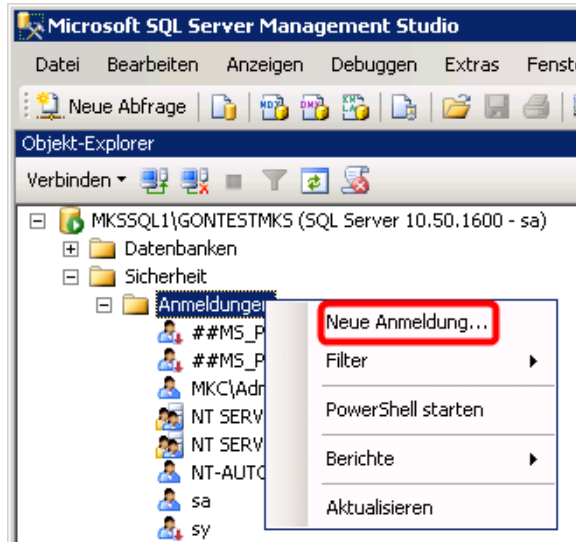 Microsoft SQL Server Management Studio
Datei Bearbeiten Anzeigen Debuggen Extras Fenst
Neue Abfrage
Objekt-Explorer
Verbinden
MKSSQL1\GONTESTMKS (SQL Server 10.50.1600 - sa)
Datenbanken
Sicherheit
Anmeldungen
##MS_P
##MS_P
MKC\Adr
NT SERV
NT SERV
NT-AUTO
sa
sy
Neue Anmeldung...
Filter
PowerShell starten
Berichte
Aktualisieren